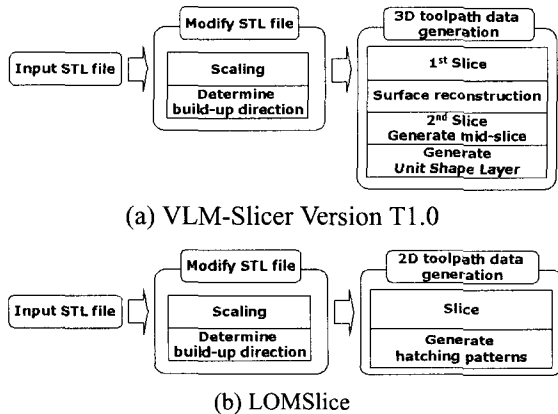 Input STL file
Modify STL file
Scaling
Determine
build-up direction
3D toolpath data
generation
1st Slice
Surface reconstruction
2nd Slice
Generate mid-slice
Generate
Unit Shape Layer
(a) VLM-Slicer Version T1.0
Input STL file
Modify STL file
Scaling
Determine
build-up direction
2D toolpath data
generation
Slice
Generate
hatching patterns
(b) LOMSlice